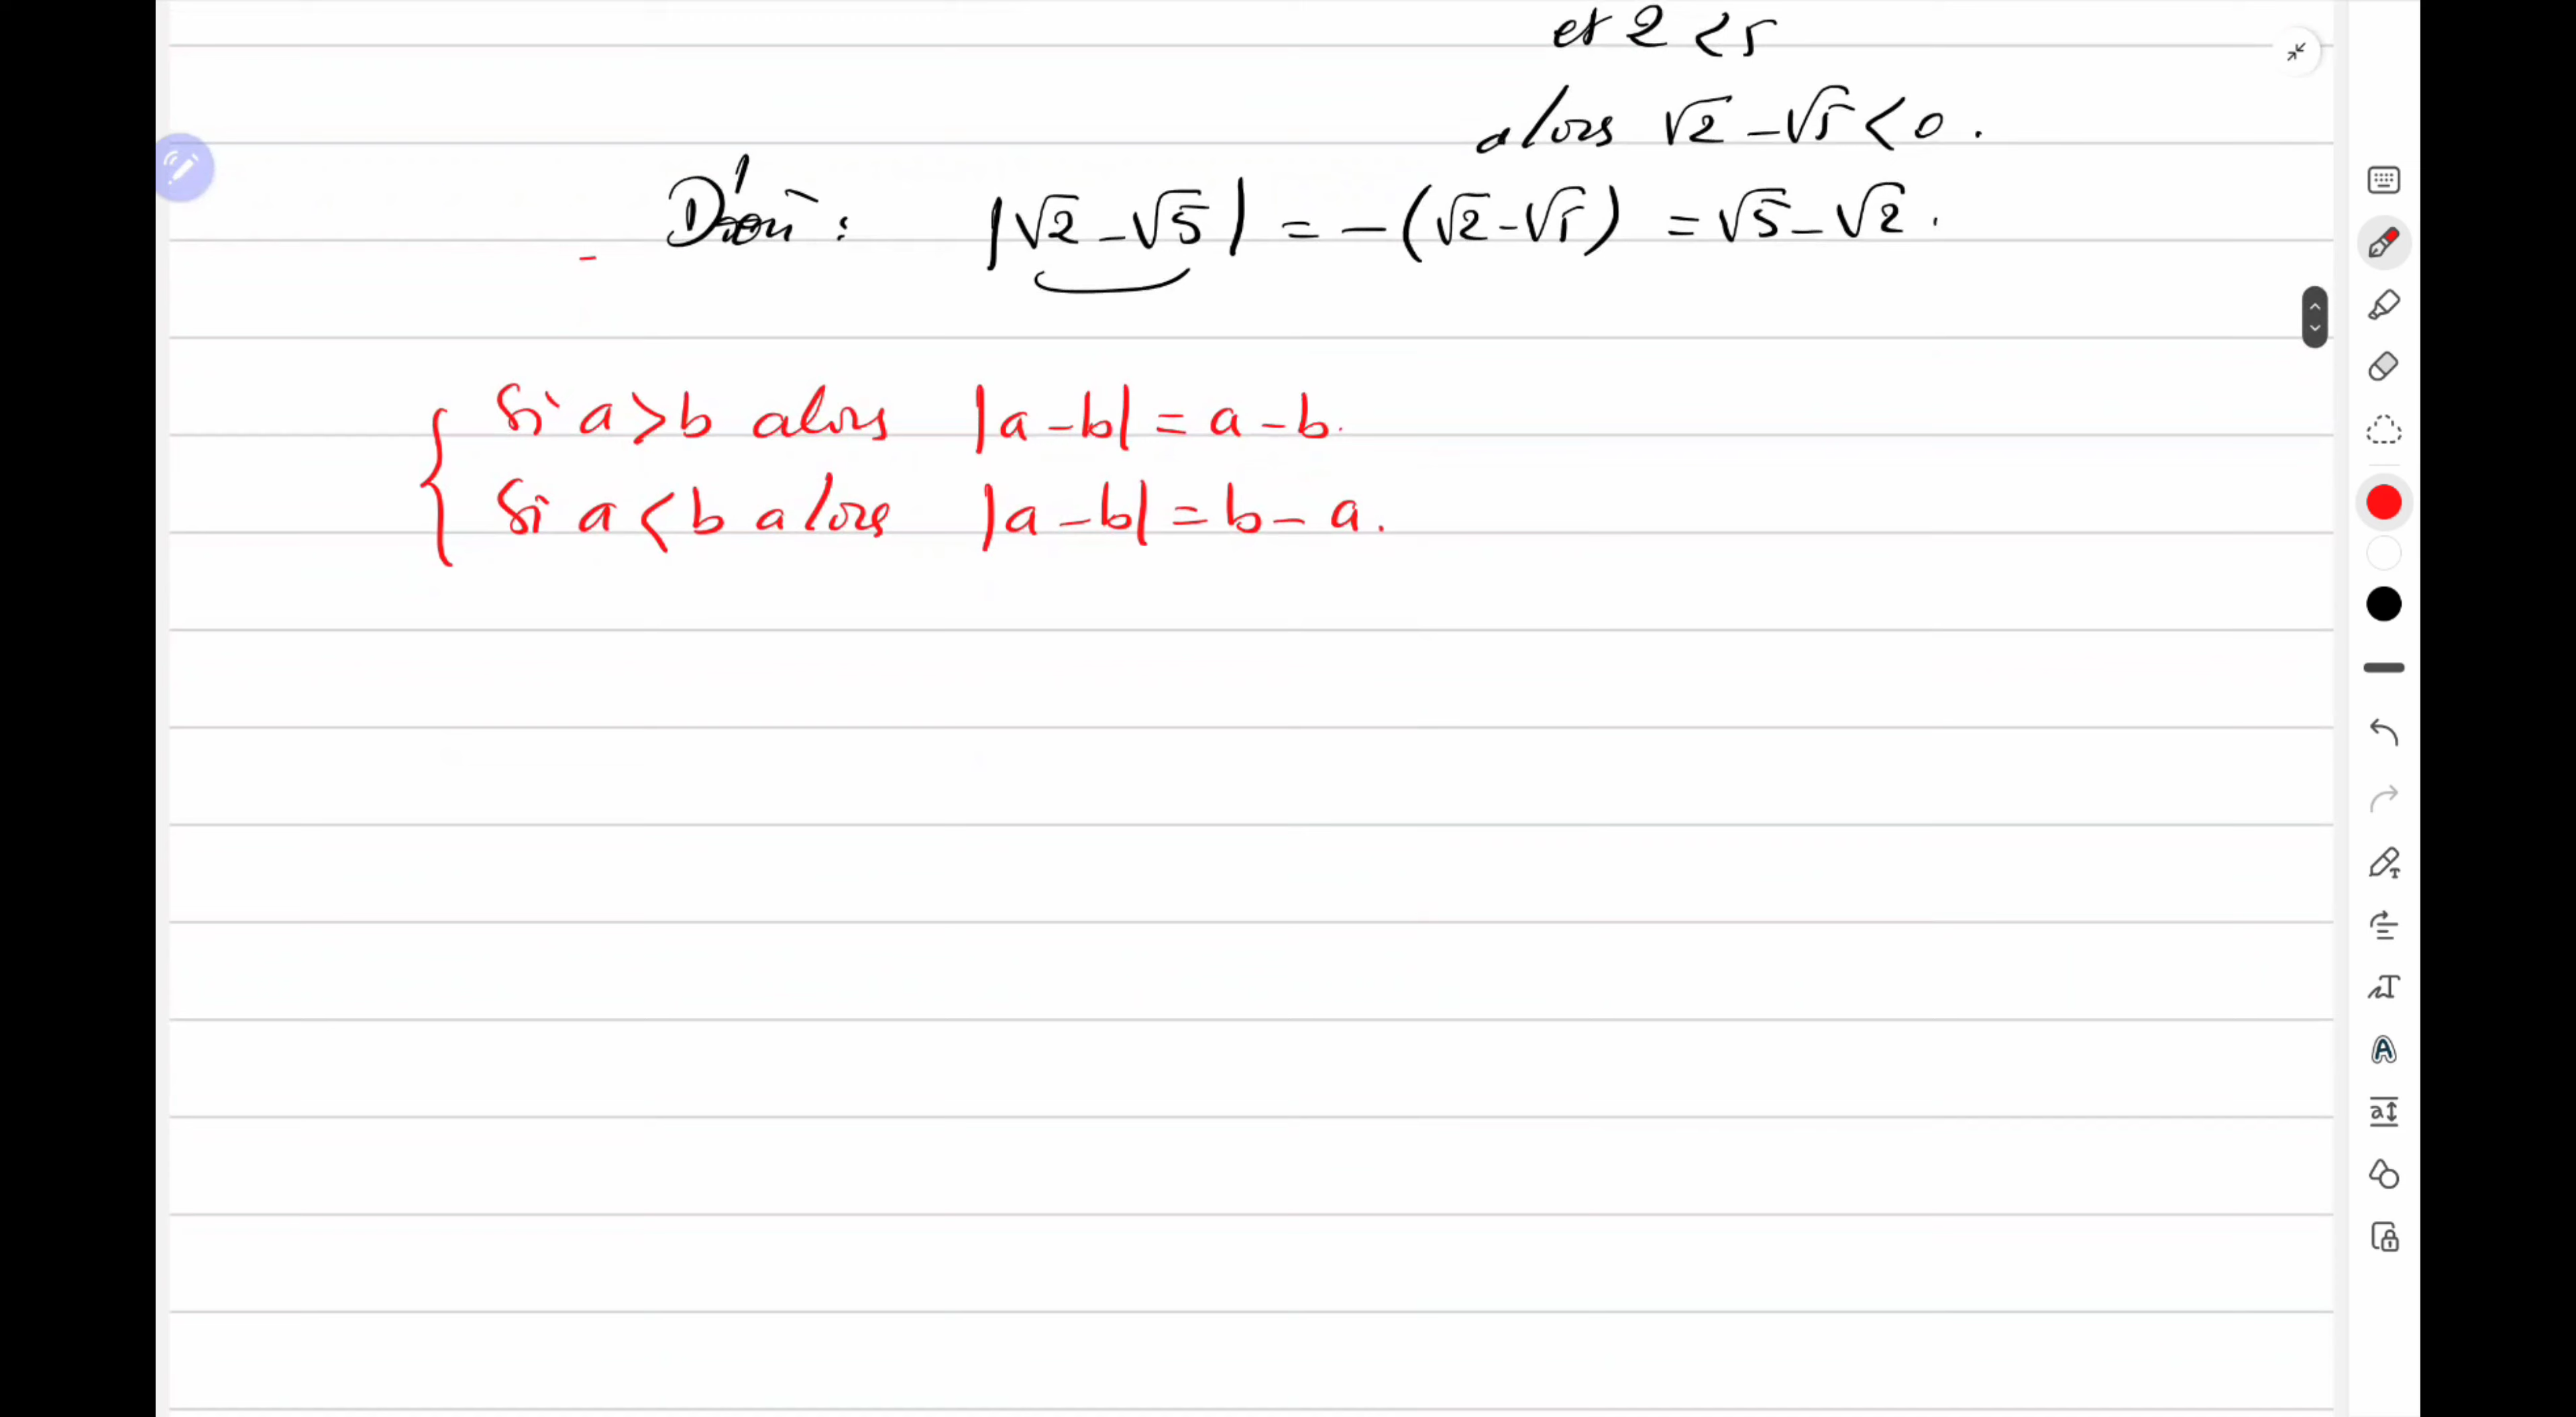 et 2 < 5
alors √2 - √5 < 0.
D'où : |√2 - √5| = -(√2 - √5) = √5 - √2.
Si a > b alors |a - b| = a - b.
Si a < b alors |a - b| = b - a.